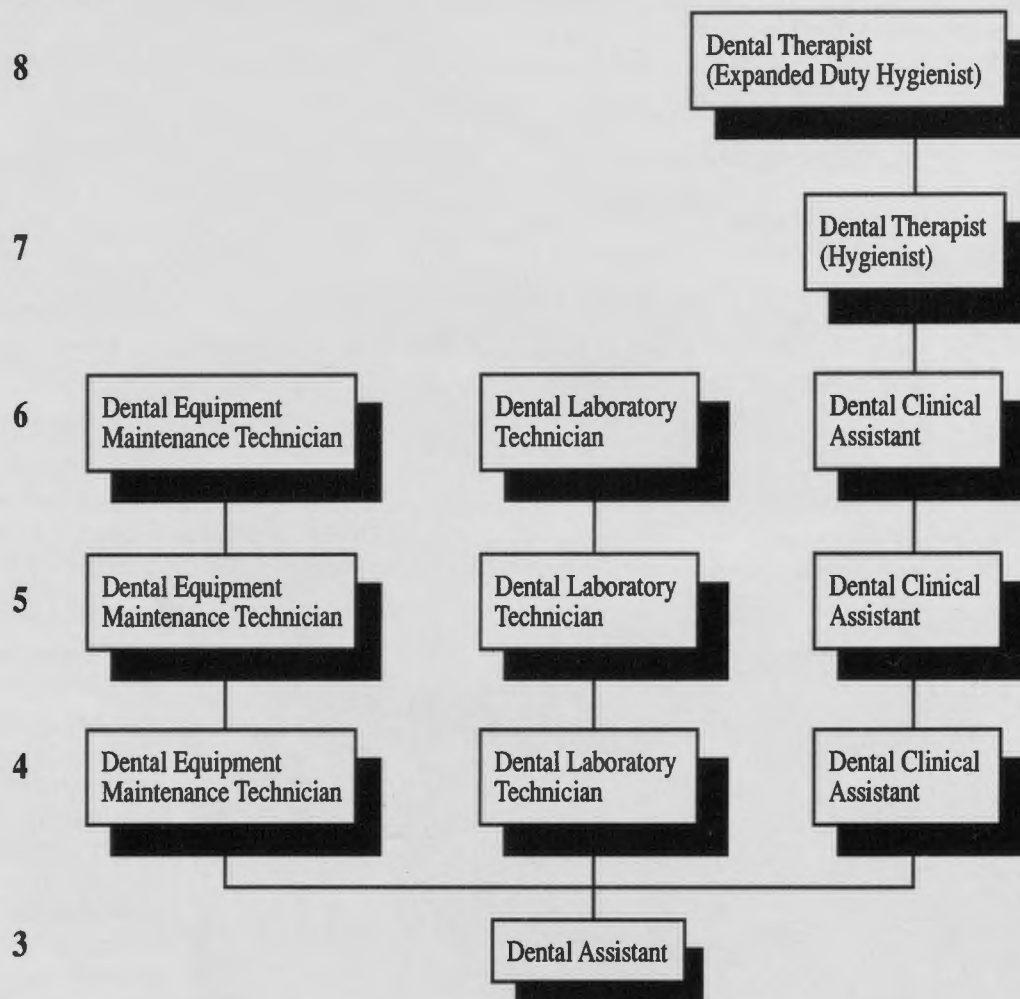 8
Dental Therapist
(Expanded Duty Hygienist)
7
Dental Therapist
(Hygienist)
6
Dental Equipment
Maintenance Technician
Dental Laboratory
Technician
Dental Clinical
Assistant
5
Dental Equipment
Maintenance Technician
Dental Laboratory
Technician
Dental Clinical
Assistant
4
Dental Equipment
Maintenance Technician
Dental Laboratory
Technician
Dental Clinical
Assistant
3
Dental Assistant